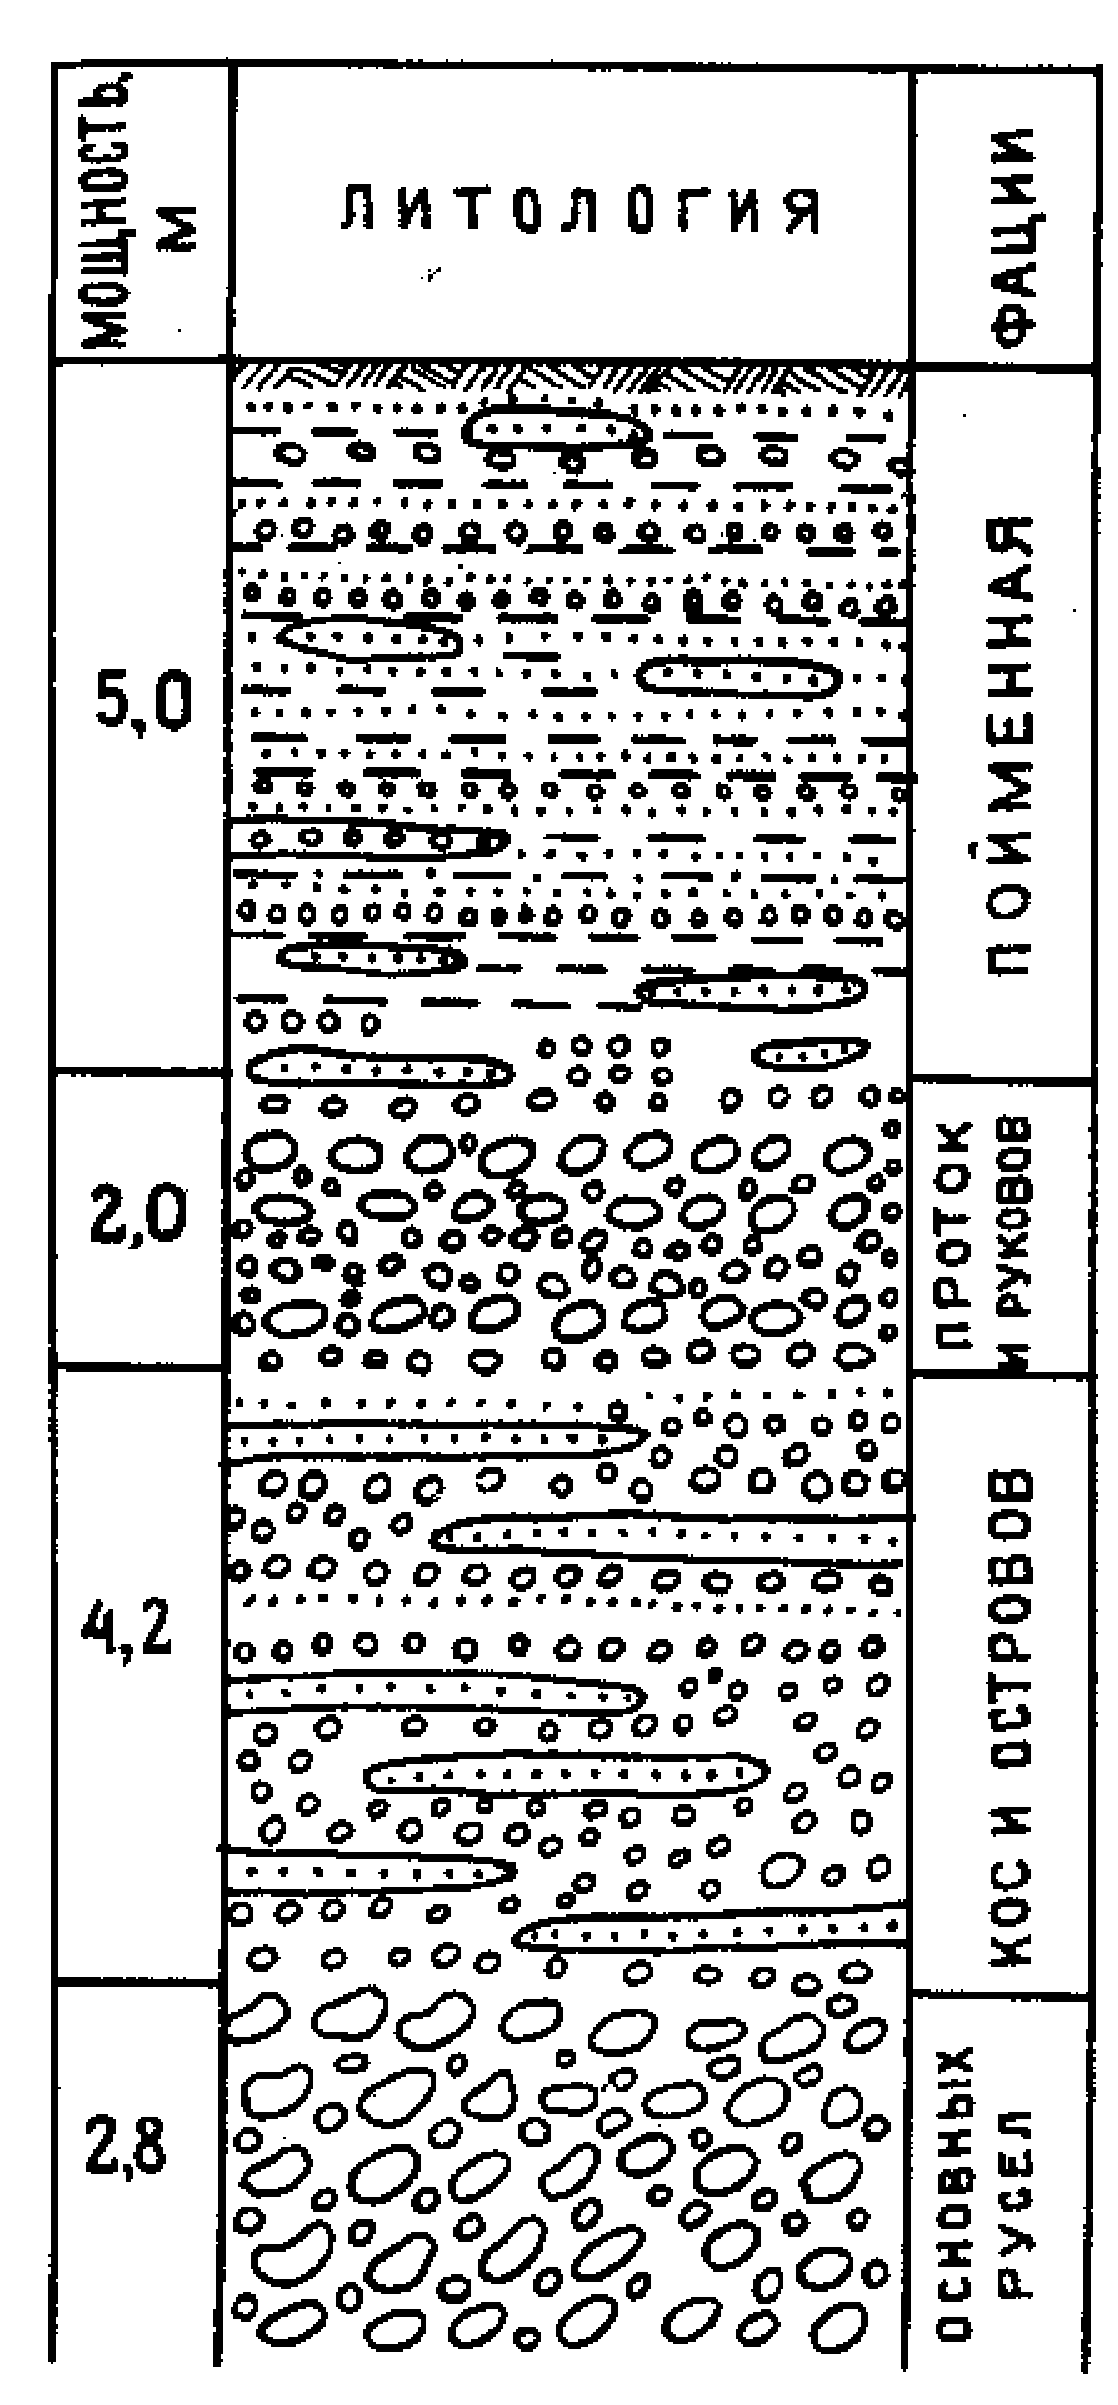 МОЩНОСТЬ,
М
ЛИТОЛОГИЯ
ФАЦИИ
5,0
ПОЙМЕННАЯ
2,0
ПРОТОК
И РУКОВОВ
4,2
КОС И ОСТРОВОВ
2,8
ОСНОВНЫХ
РУСЕЛ